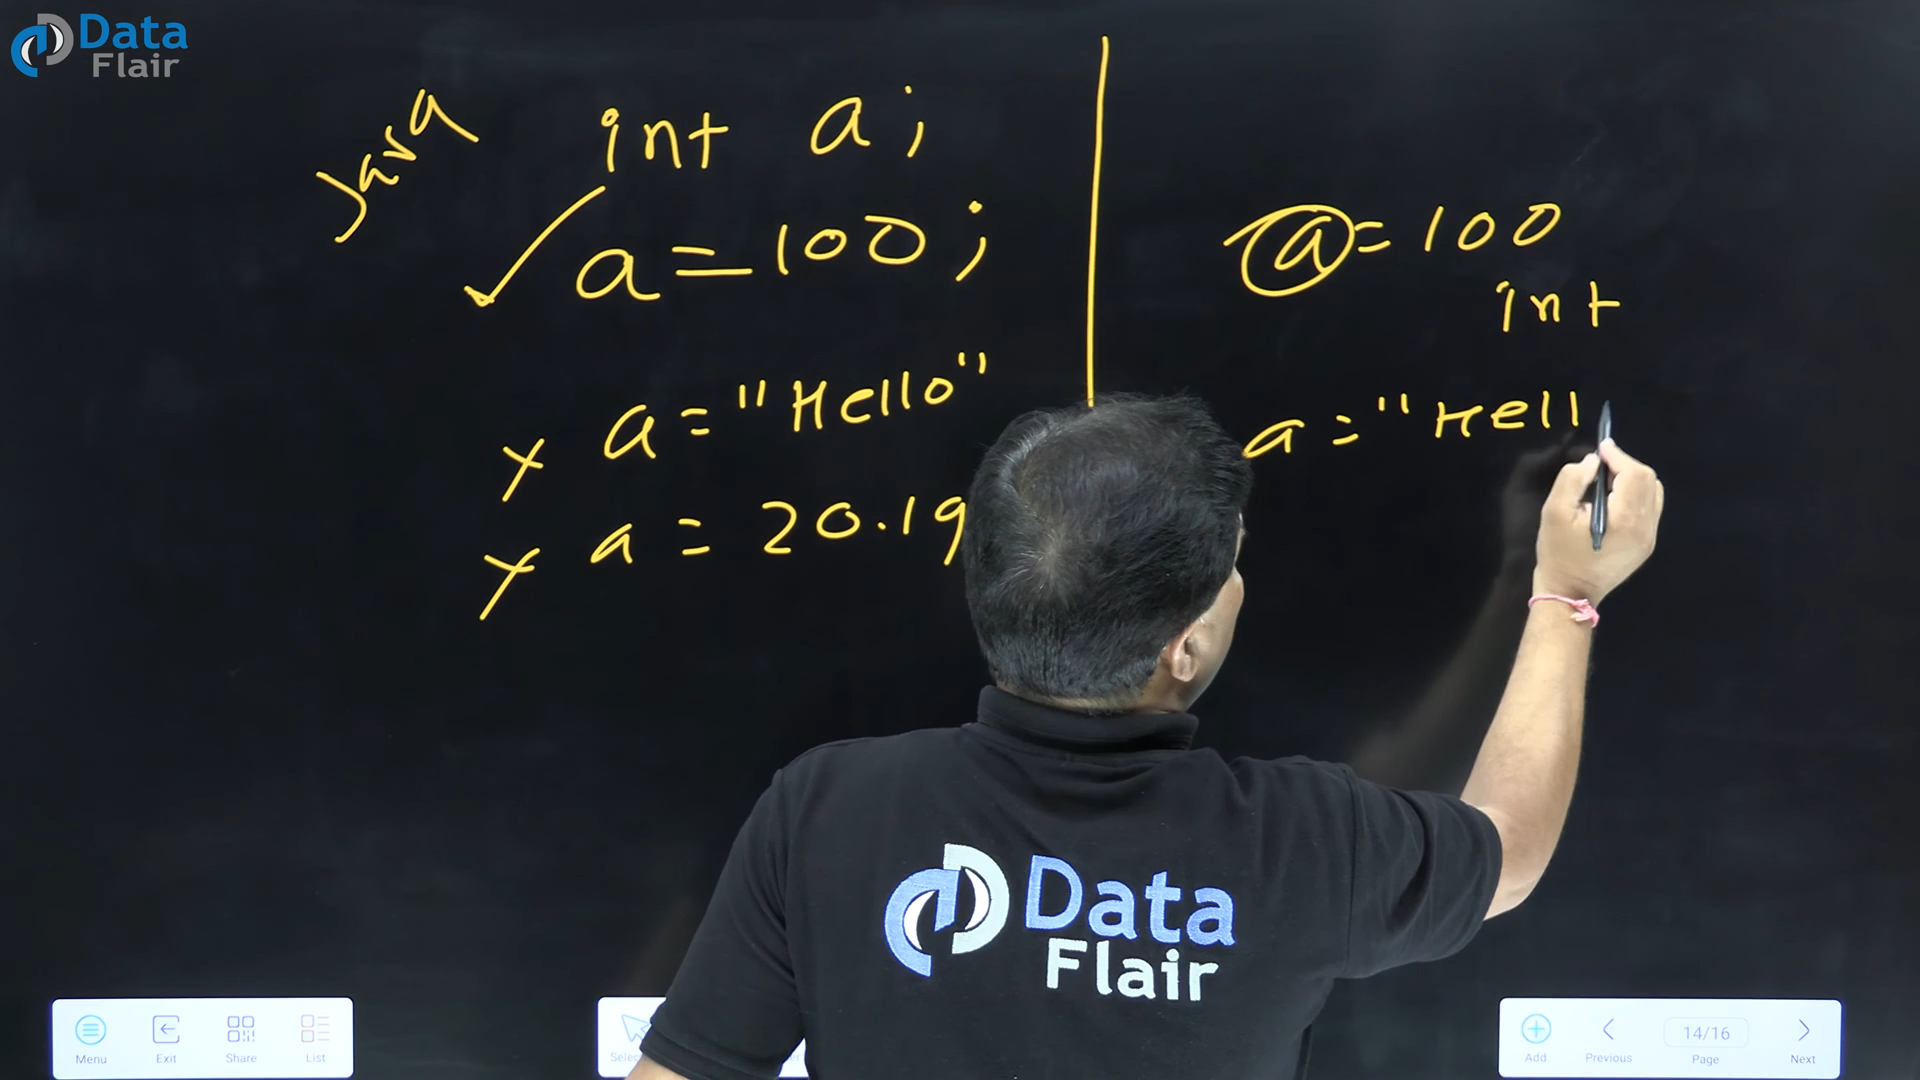 Data
Flair
Java
int a;
a=100;
a="Hello"
a = 20.19
a=100
int
a="Hell
Data
Flair
Menu
Exit
Share
List
Selec
Add
Previous
14/16
Page
Next